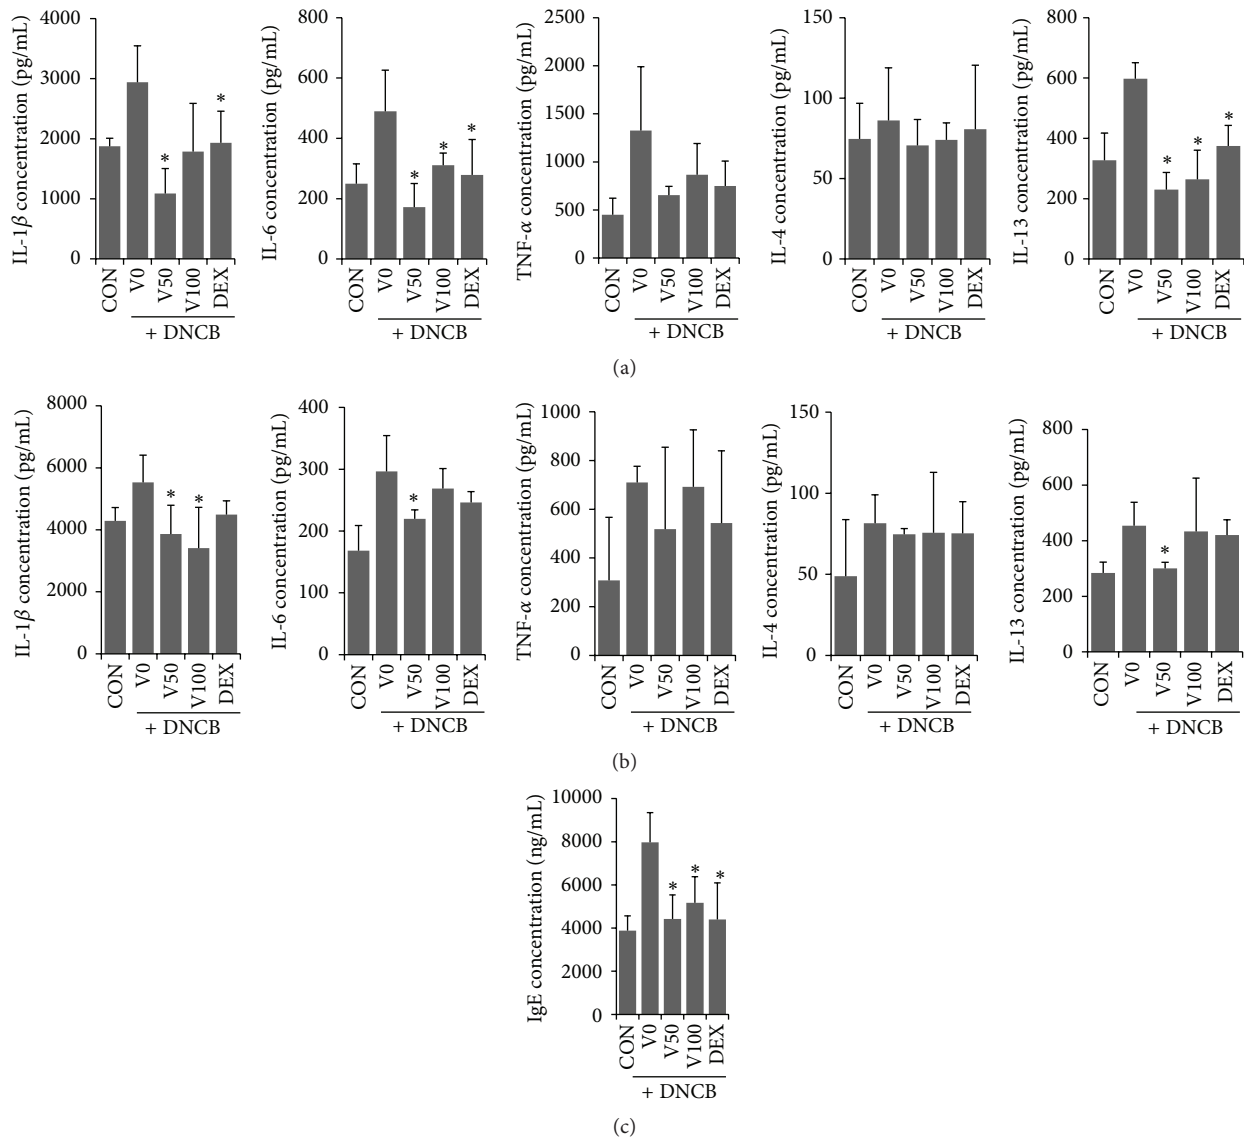 IL-1β concentration (pg/mL)
4000
3000
2000
1000
0
*
*
CON
V0
V50
V100
DEX
+ DNCB
IL-6 concentration (pg/mL)
800
600
400
200
0
*
*
*
CON
V0
V50
V100
DEX
+ DNCB
TNF-α concentration (pg/mL)
2500
2000
1500
1000
500
0
CON
V0
V50
V100
DEX
+ DNCB
IL-4 concentration (pg/mL)
150
100
50
0
CON
V0
V50
V100
DEX
+ DNCB
IL-13 concentration (pg/mL)
800
600
400
200
0
*
*
*
CON
V0
V50
V100
DEX
+ DNCB
(a)
IL-1β concentration (pg/mL)
8000
6000
4000
2000
0
*
*
CON
V0
V50
V100
DEX
+ DNCB
IL-6 concentration (pg/mL)
400
300
200
100
0
*
CON
V0
V50
V100
DEX
+ DNCB
TNF-α concentration (pg/mL)
1000
800
600
400
200
0
CON
V0
V50
V100
DEX
+ DNCB
IL-4 concentration (pg/mL)
150
100
50
0
CON
V0
V50
V100
DEX
+ DNCB
IL-13 concentration (pg/mL)
800
600
400
200
0
*
CON
V0
V50
V100
DEX
+ DNCB
(b)
IgE concentration (ng/mL)
10000
8000
6000
4000
2000
0
*
*
*
CON
V0
V50
V100
DEX
+ DNCB
(c)